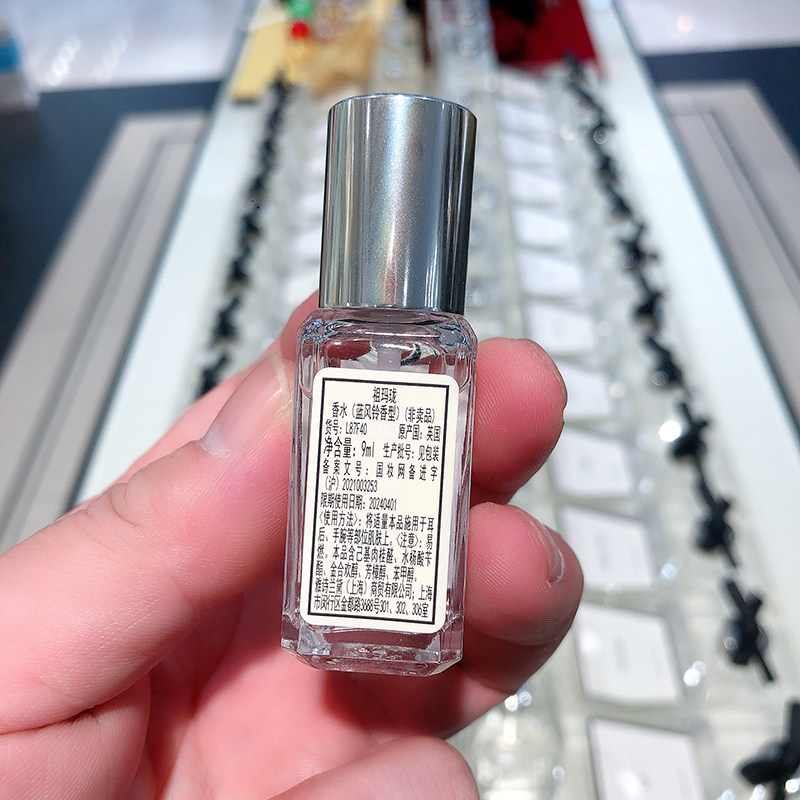 祖玛珑
香水（蓝风铃香型）（非卖品）
货号：L87F40 原产国：英国
净含量：9ml 生产批号：见包装
备案文号：国妆网备进字
（沪）2021003253
限期使用日期：20240401
〈使用方法〉：将适量本品施用于耳
后、手腕等部位肌肤上。〈注意〉：易
燃。本品含己基肉桂醛、水杨酸苄
酯、金合欢醇、芳樟醇、苯甲醇。
雅诗兰黛（上海）商贸有限公司；上海
市闵行区金都路3688号301、302、306室